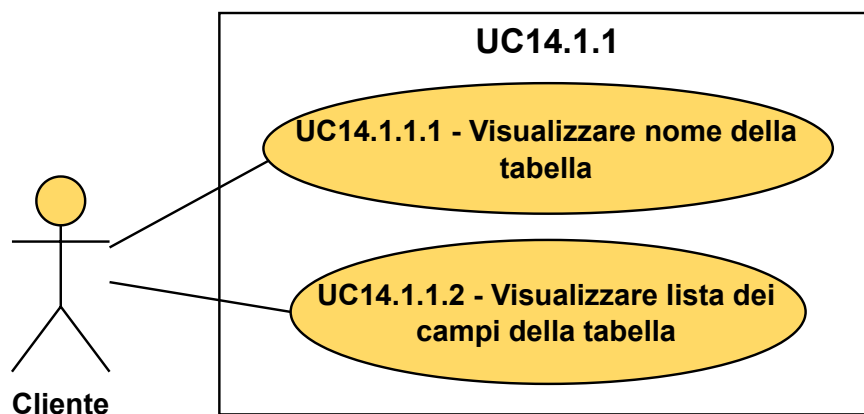 UC14.1.1
UC14.1.1.1 - Visualizzare nome della
tabella
UC14.1.1.2 - Visualizzare lista dei
campi della tabella
Cliente